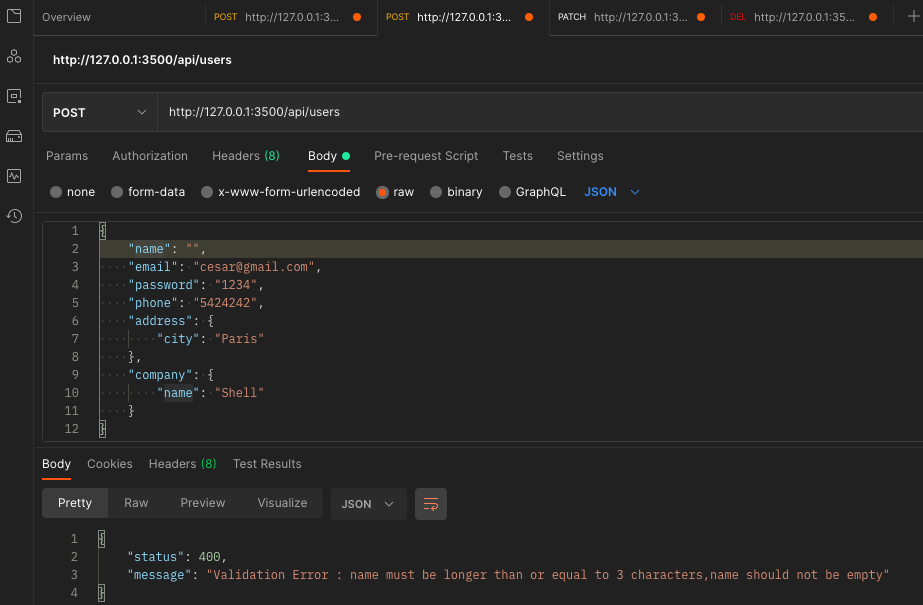 Overview
POST http://127.0.0.1:3...
POST http://127.0.0.1:3...
PATCH http://127.0.0.1:3...
DEL http://127.0.0.1:35...
http://127.0.0.1:3500/api/users
POST http://127.0.0.1:3500/api/users
Params Authorization Headers (8) Body Pre-request Script Tests Settings
none form-data x-www-form-urlencoded raw binary GraphQL JSON
1 {
2 "name": "",
3 "email": "cesar@gmail.com",
4 "password": "1234",
5 "phone": "5424242",
6 "address": {
7 "city": "Paris"
8 },
9 "company": {
10 "name": "Shell"
11 }
12 }
Body Cookies Headers (8) Test Results
Pretty Raw Preview Visualize JSON
1 {
2 "status": 400,
3 "message": "Validation Error : name must be longer than or equal to 3 characters,name should not be empty"
4 }